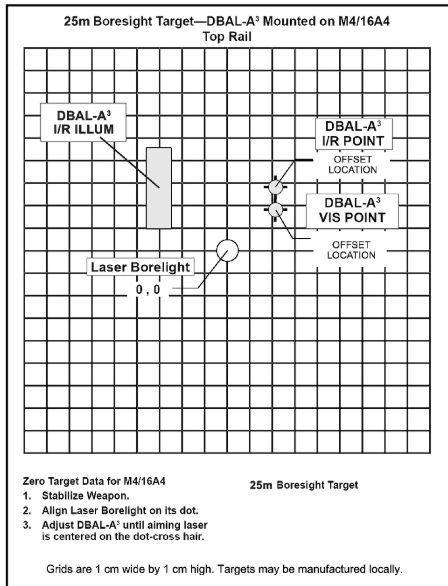 25m Boresight Target—DBAL-A³ Mounted on M4/16A4
Top Rail
DBAL-A³
I/R ILLUM
DBAL-A³
I/R POINT
OFFSET
LOCATION
DBAL-A³
VIS POINT
OFFSET
LOCATION
Laser Borelight
0 , 0
Zero Target Data for M4/16A4
1. Stabilize Weapon.
2. Align Laser Borelight on its dot.
3. Adjust DBAL-A³ until aiming laser
is centered on the dot-cross hair.
25m Boresight Target
Grids are 1 cm wide by 1 cm high. Targets may be manufactured locally.